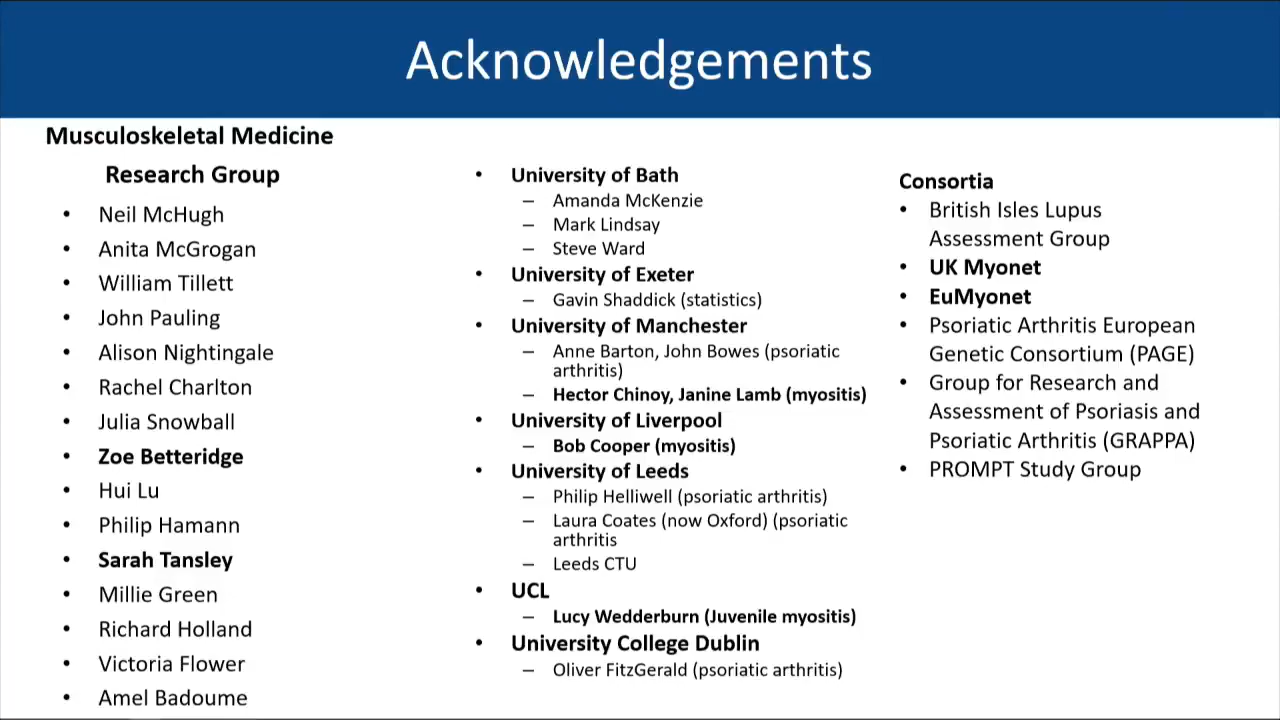 Acknowledgements
Musculoskeletal Medicine
Research Group
• Neil McHugh
• Anita McGrogan
• William Tillett
• John Pauling
• Alison Nightingale
• Rachel Charlton
• Julia Snowball
• Zoe Betteridge
• Hui Lu
• Philip Hamann
• Sarah Tansley
• Millie Green
• Richard Holland
• Victoria Flower
• Amel Badoume
• University of Bath
– Amanda McKenzie
– Mark Lindsay
– Steve Ward
• University of Exeter
– Gavin Shaddick (statistics)
• University of Manchester
– Anne Barton, John Bowes (psoriatic
arthritis)
– Hector Chinoy, Janine Lamb (myositis)
• University of Liverpool
– Bob Cooper (myositis)
• University of Leeds
– Philip Helliwell (psoriatic arthritis)
– Laura Coates (now Oxford) (psoriatic
arthritis
– Leeds CTU
• UCL
– Lucy Wedderburn (Juvenile myositis)
• University College Dublin
– Oliver FitzGerald (psoriatic arthritis)
Consortia
• British Isles Lupus
Assessment Group
• UK Myonet
• EuMyonet
• Psoriatic Arthritis European
Genetic Consortium (PAGE)
• Group for Research and
Assessment of Psoriasis and
Psoriatic Arthritis (GRAPPA)
• PROMPT Study Group